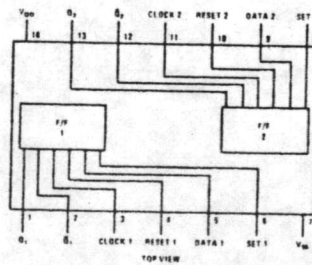 VDD Q2 Q̅2 CLOCK 2 RESET 2 DATA 2 SET
14 13 12 11 10 9
F/F
1
F/F
2
1 2 3 4 5 6 7
Q1 Q̅1 CLOCK 1 RESET 1 DATA 1 SET 1 VSS
TOP VIEW